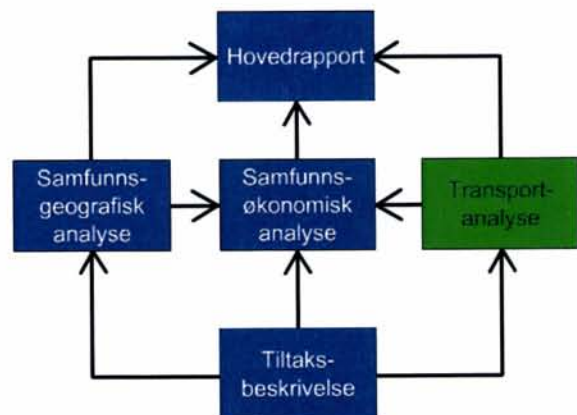 Hovedrapport
Samfunns-
geografisk
analyse
Samfunns-
økonomisk
analyse
Transport-
analyse
Tiltaks-
beskrivelse